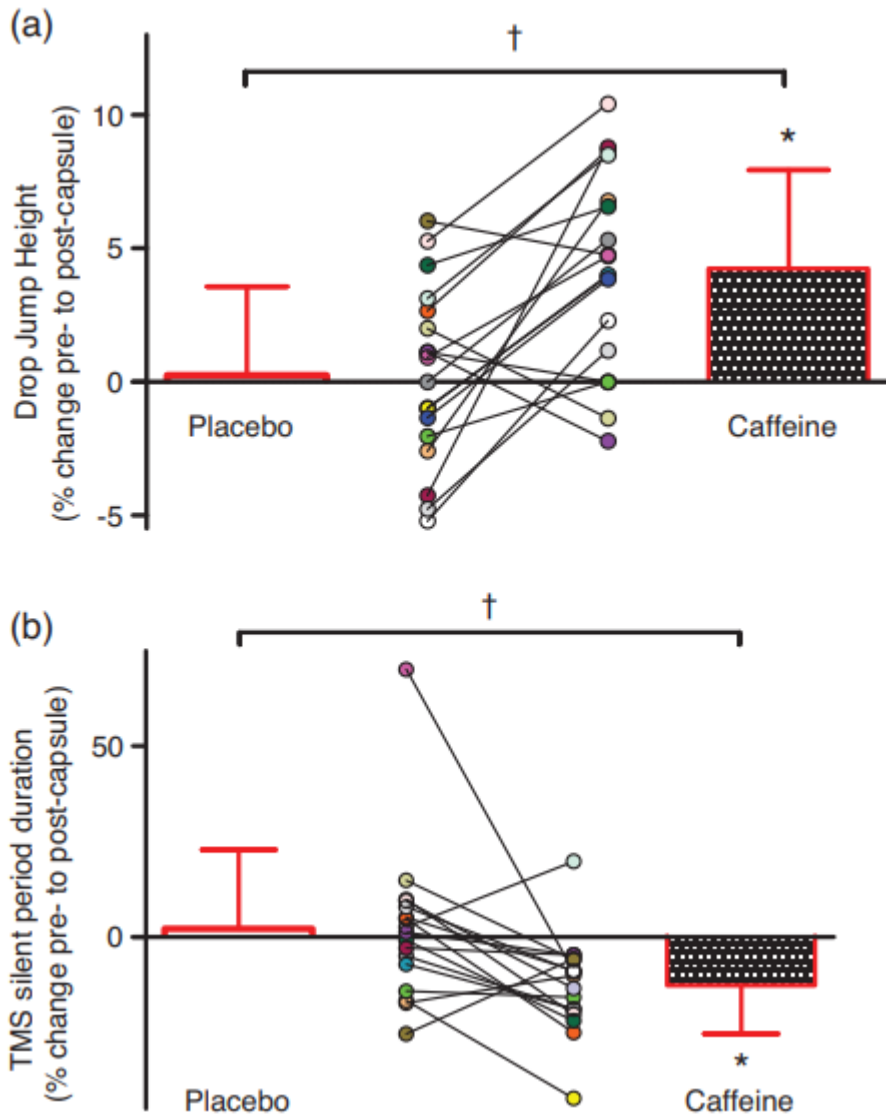 (a)
†
Drop Jump Height
(% change pre- to post-capsule)
10
5
0
-5
*
Placebo
Caffeine
(b)
†
TMS silent period duration
(% change pre- to post-capsule)
50
0
*
Placebo
Caffeine